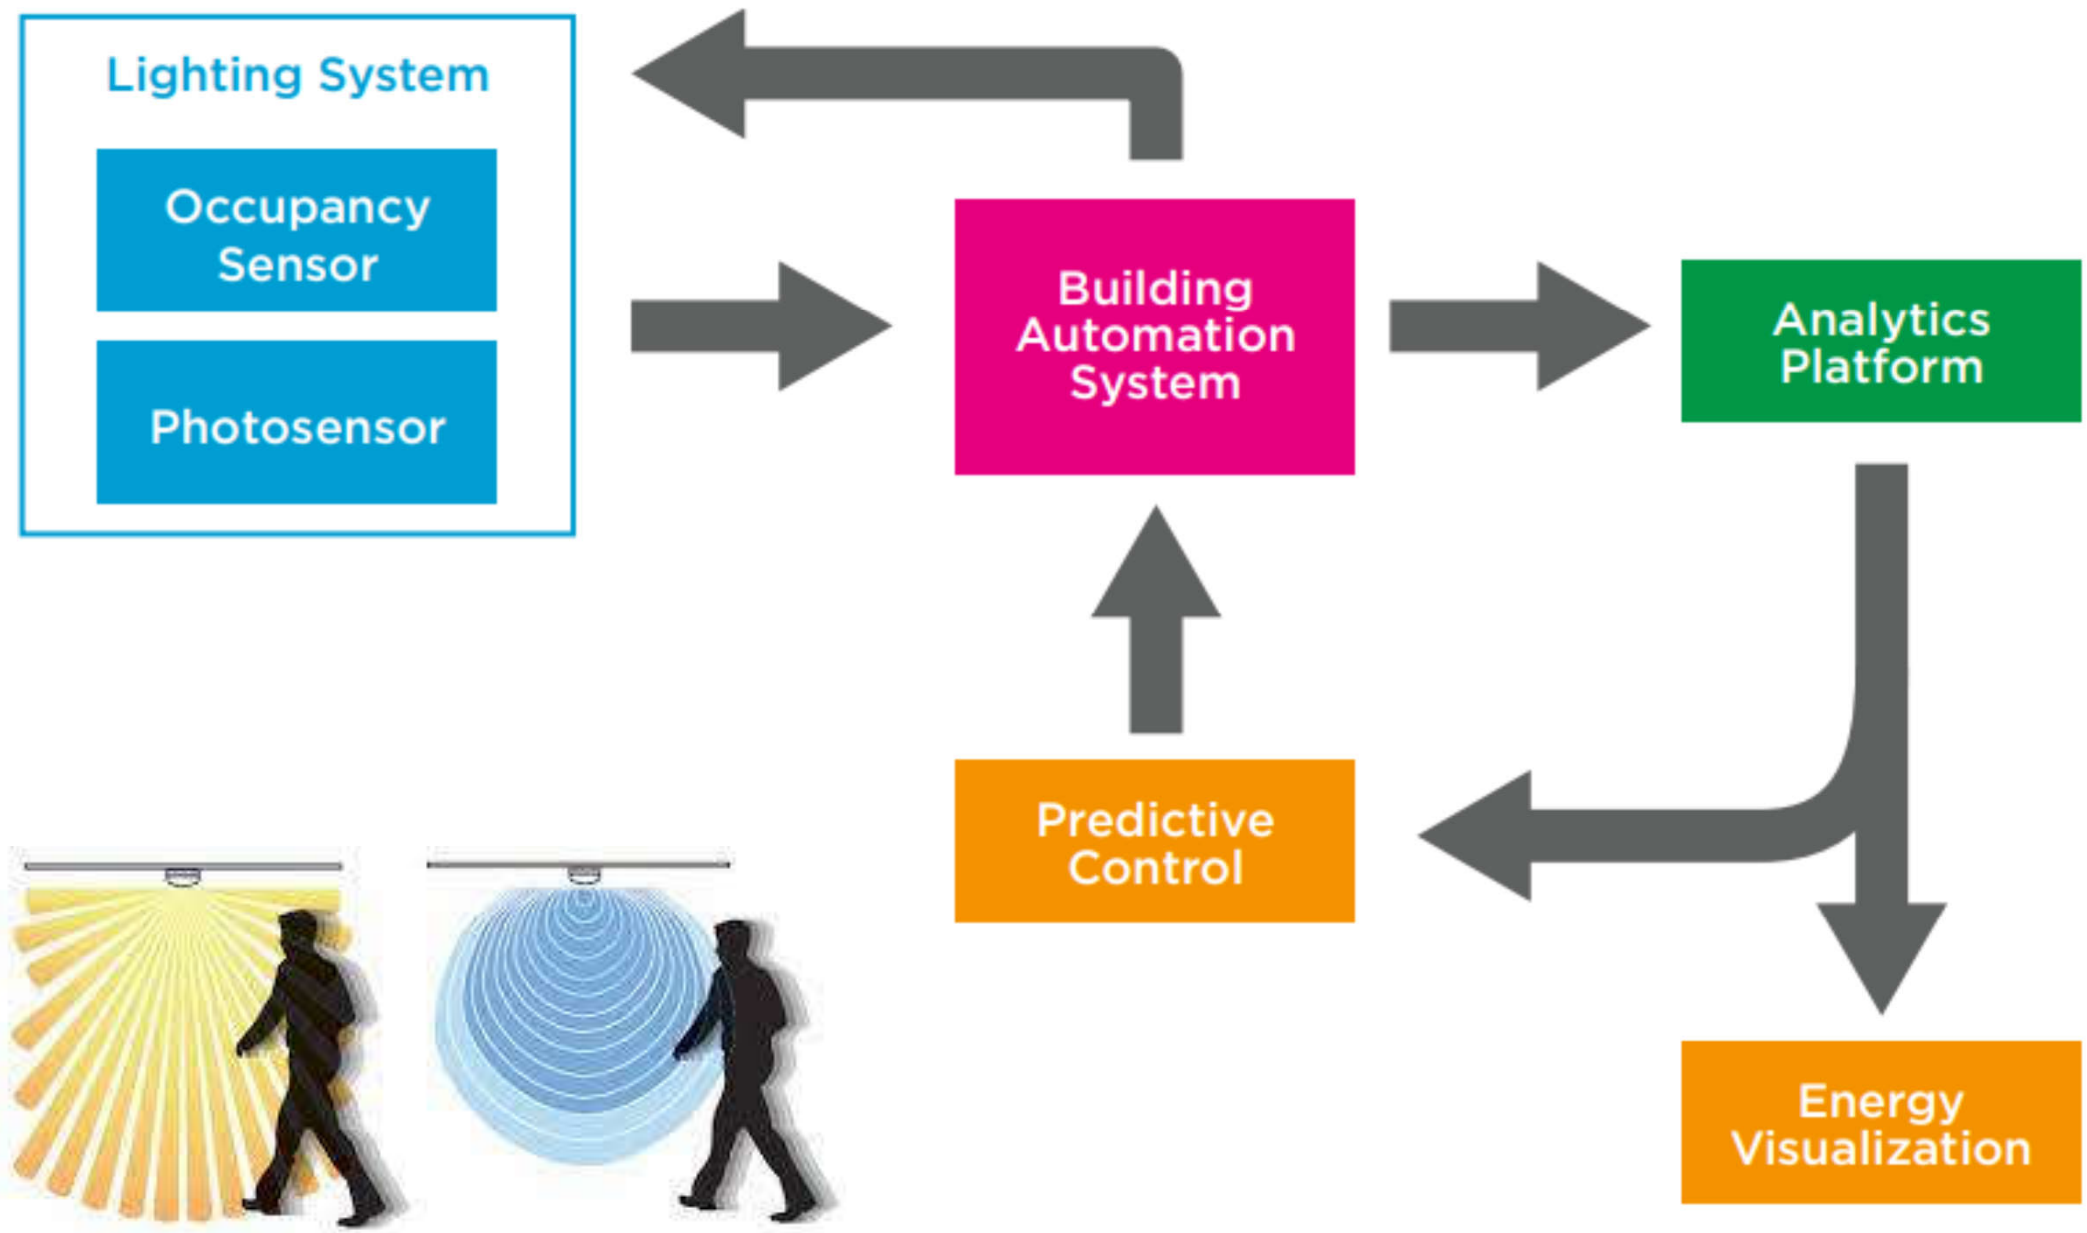 Lighting System
Occupancy
Sensor
Photosensor
Building
Automation
System
Analytics
Platform
Predictive
Control
Energy
Visualization